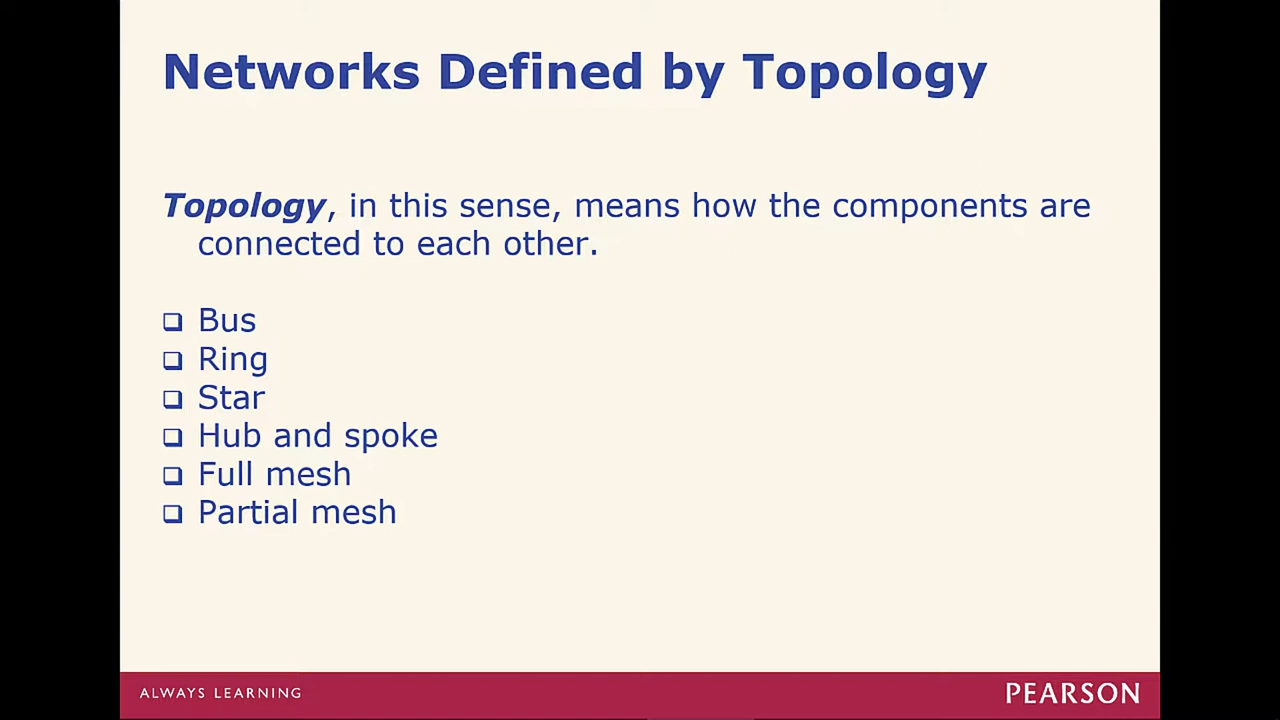 Networks Defined by Topology
Topology, in this sense, means how the components are
connected to each other.
❑ Bus
❑ Ring
❑ Star
❑ Hub and spoke
❑ Full mesh
❑ Partial mesh
ALWAYS LEARNING
PEARSON